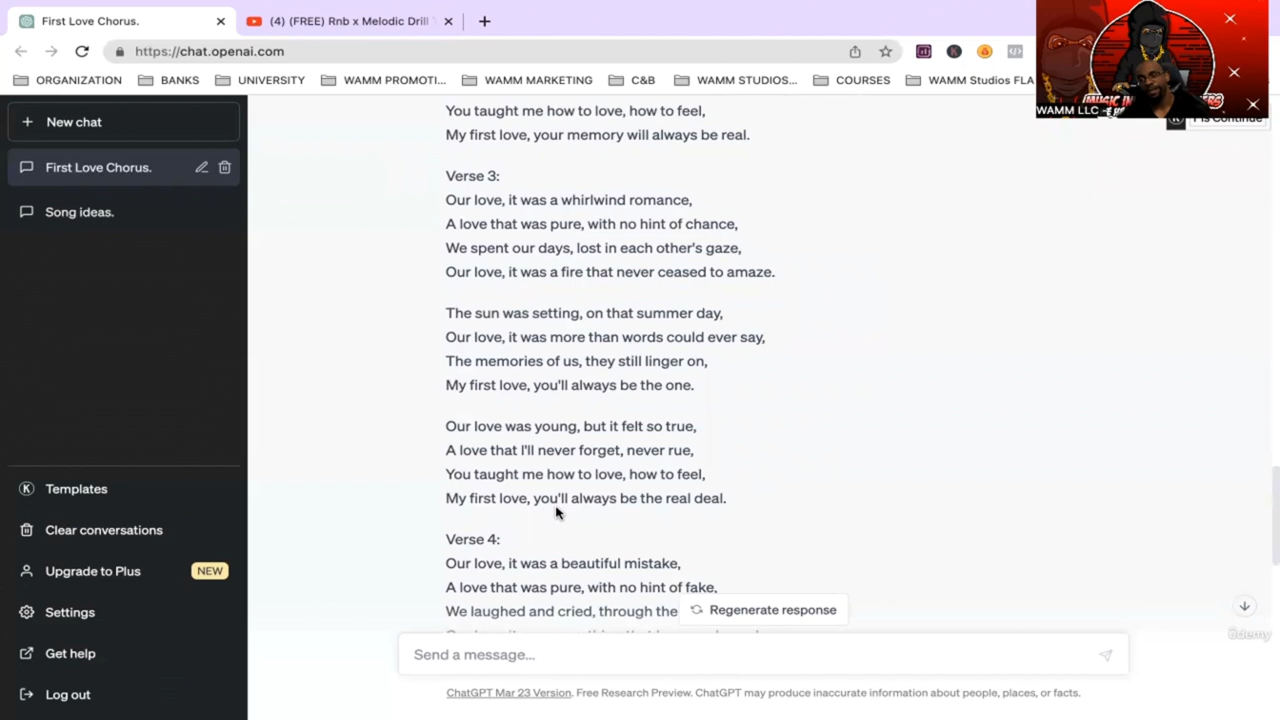 First Love Chorus.
(4) (FREE) Rnb x Melodic Drill
https://chat.openai.com
ORGANIZATION
BANKS
UNIVERSITY
WAMM PROMOTI...
WAMM MARKETING
C&B
WAMM STUDIOS...
COURSES
WAMM Studios FLA
WAMM LLC
New chat
First Love Chorus.
Song ideas.
Templates
Clear conversations
Upgrade to Plus NEW
Settings
Get help
Log out
You taught me how to love, how to feel,
My first love, your memory will always be real.
Verse 3:
Our love, it was a whirlwind romance,
A love that was pure, with no hint of chance,
We spent our days, lost in each other's gaze,
Our love, it was a fire that never ceased to amaze.
The sun was setting, on that summer day,
Our love, it was more than words could ever say,
The memories of us, they still linger on,
My first love, you'll always be the one.
Our love was young, but it felt so true,
A love that I'll never forget, never rue,
You taught me how to love, how to feel,
My first love, you'll always be the real deal.
Verse 4:
Our love, it was a beautiful mistake,
A love that was pure, with no hint of fake,
We laughed and cried, through the
Regenerate response
Send a message...
ChatGPT Mar 23 Version. Free Research Preview. ChatGPT may produce inaccurate information about people, places, or facts.
ûdemy